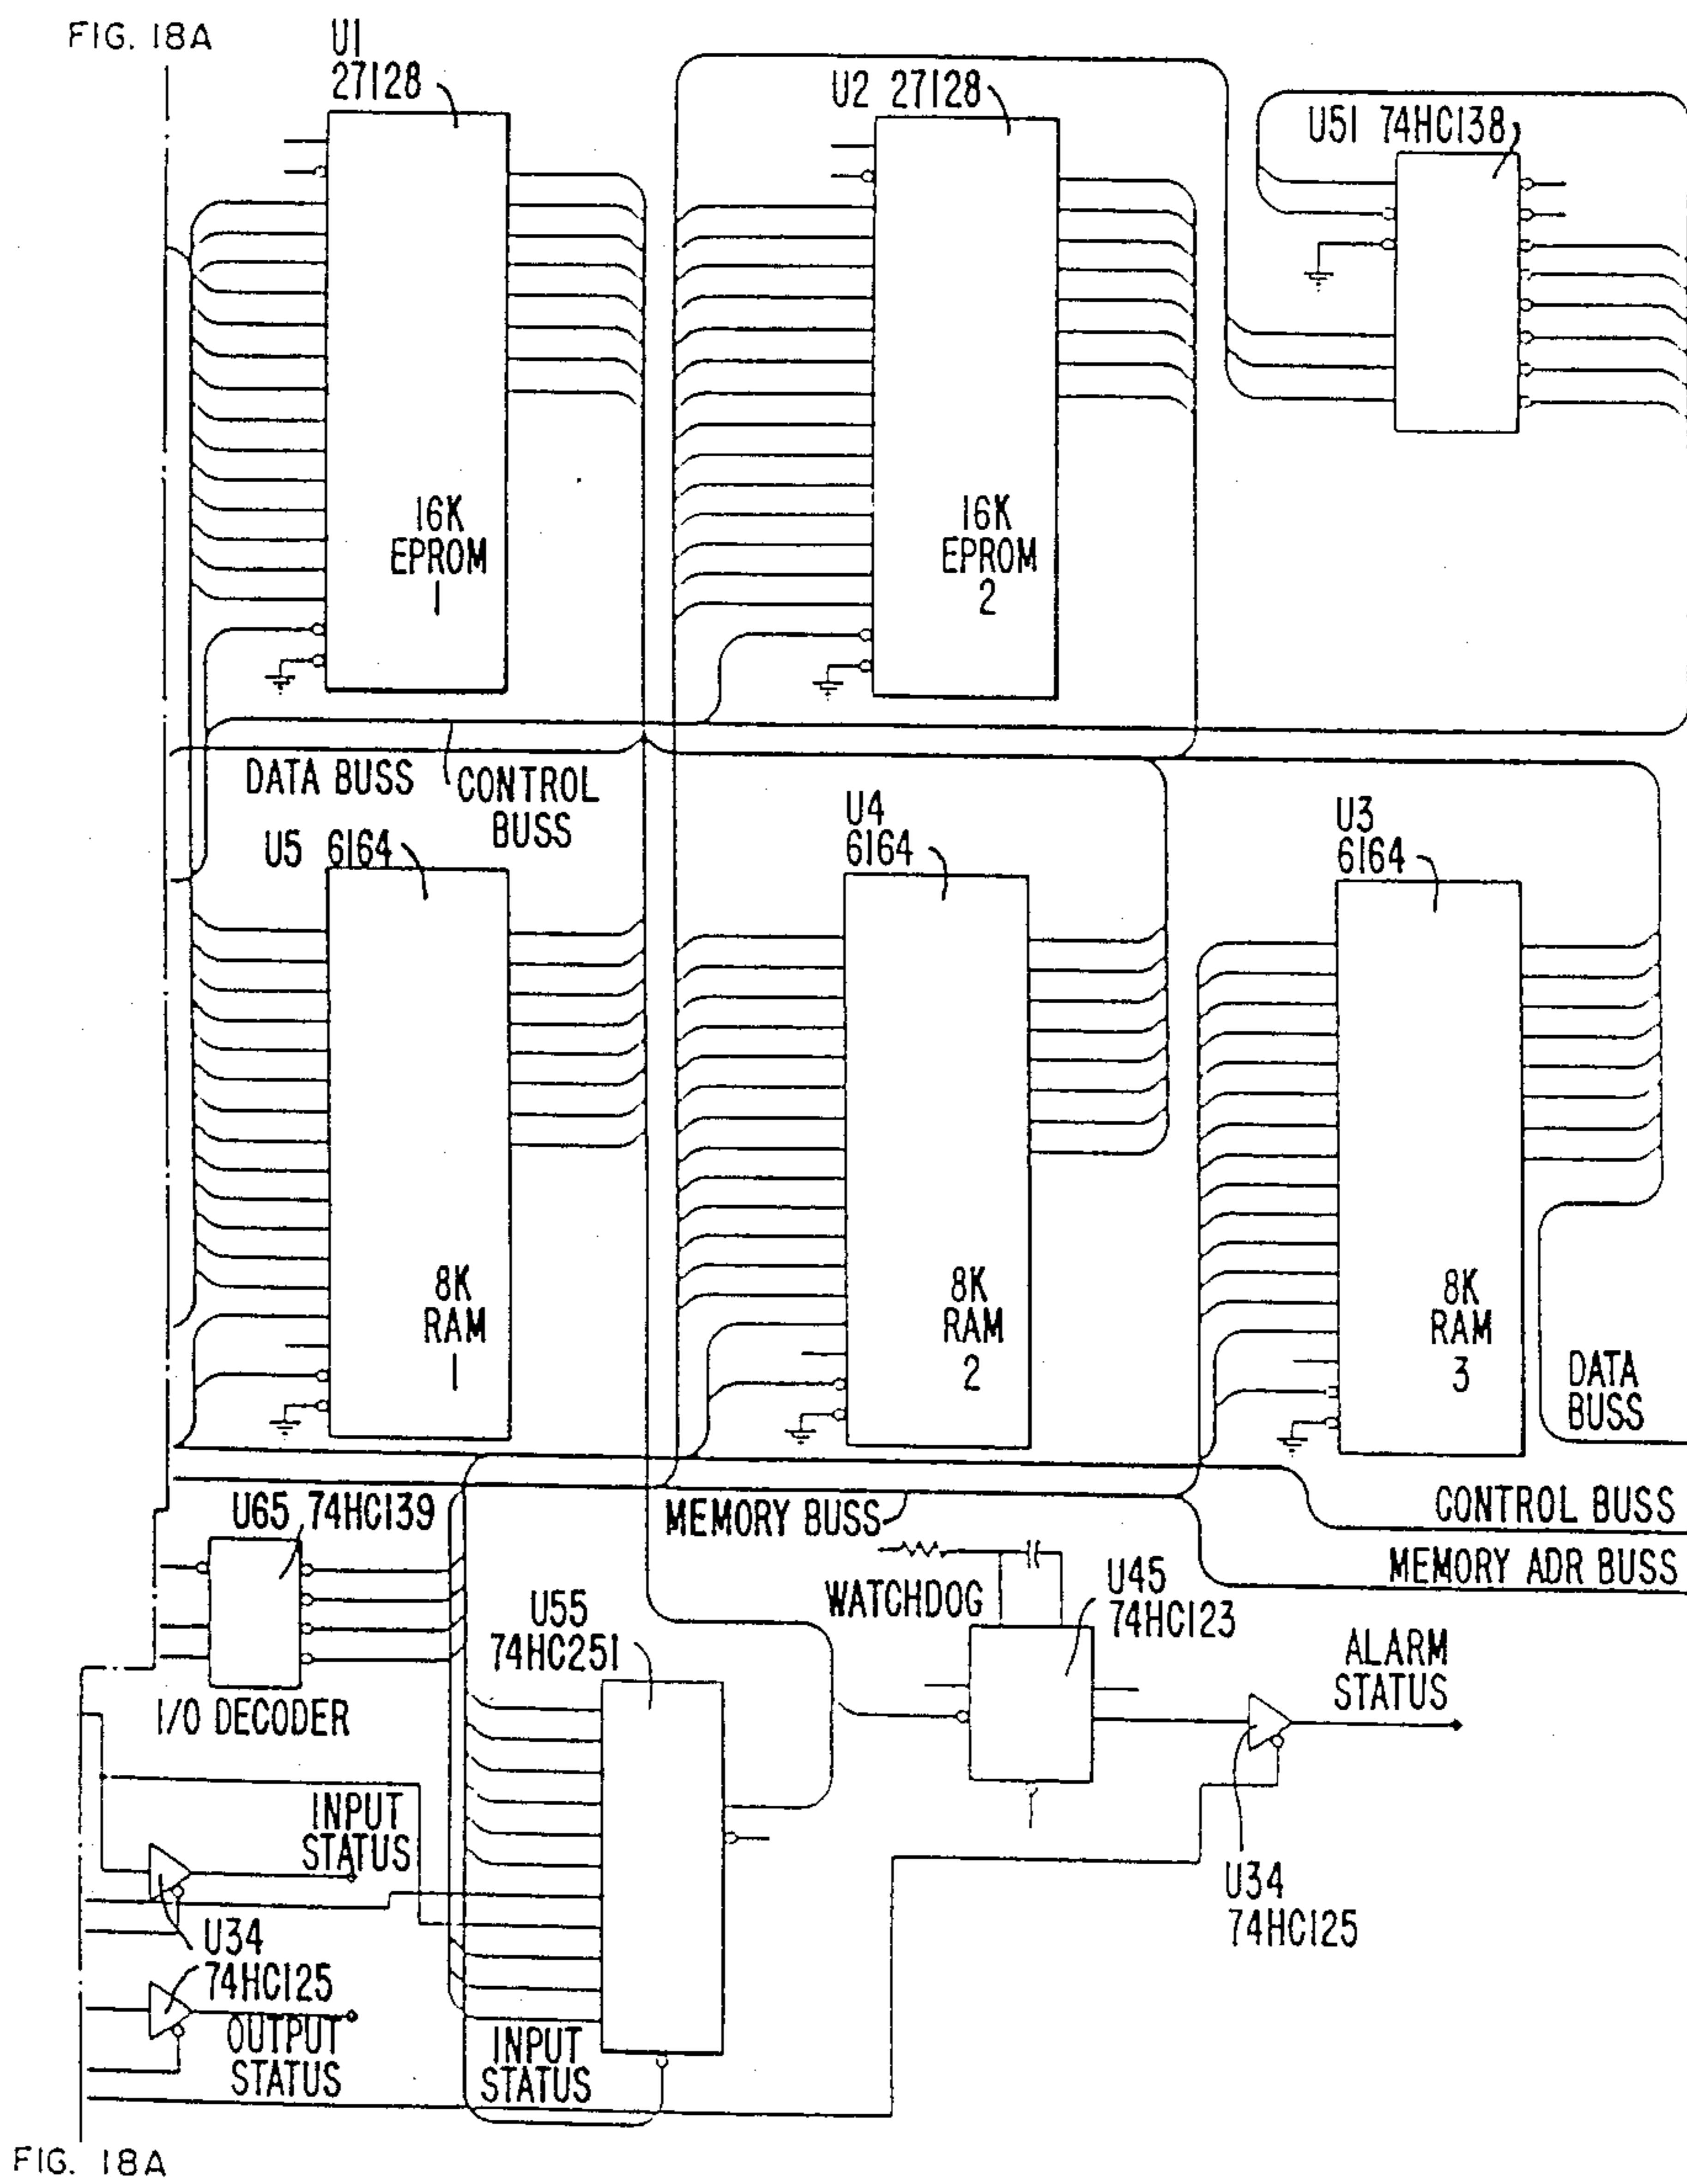 FIG. 18A
U1
27128
U2 27128
U51 74HC138
16K
EPROM
1
16K
EPROM
2
DATA BUSS
CONTROL
BUSS
U5 6164
U4
6164
U3
6164
8K
RAM
1
8K
RAM
2
8K
RAM
3
DATA
BUSS
CONTROL BUSS
MEMORY BUSS
MEMORY ADR BUSS
U65 74HC139
I/O DECODER
U55
74HC251
WATCHDOG
U45
74HC123
ALARM
STATUS
INPUT
STATUS
U34
74HC125
U34
74HC125
OUTPUT
STATUS
INPUT
STATUS
FIG. 18A